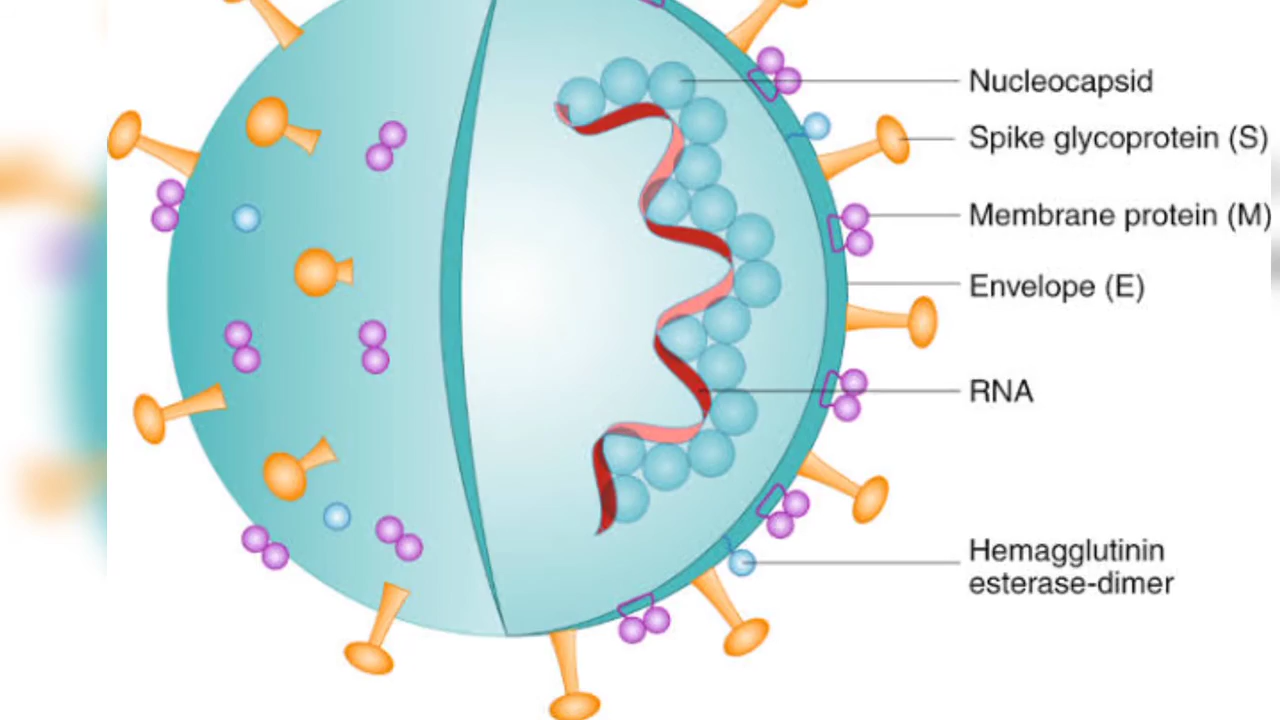 Nucleocapsid
Spike glycoprotein (S)
Membrane protein (M)
Envelope (E)
RNA
Hemagglutinin
esterase-dimer